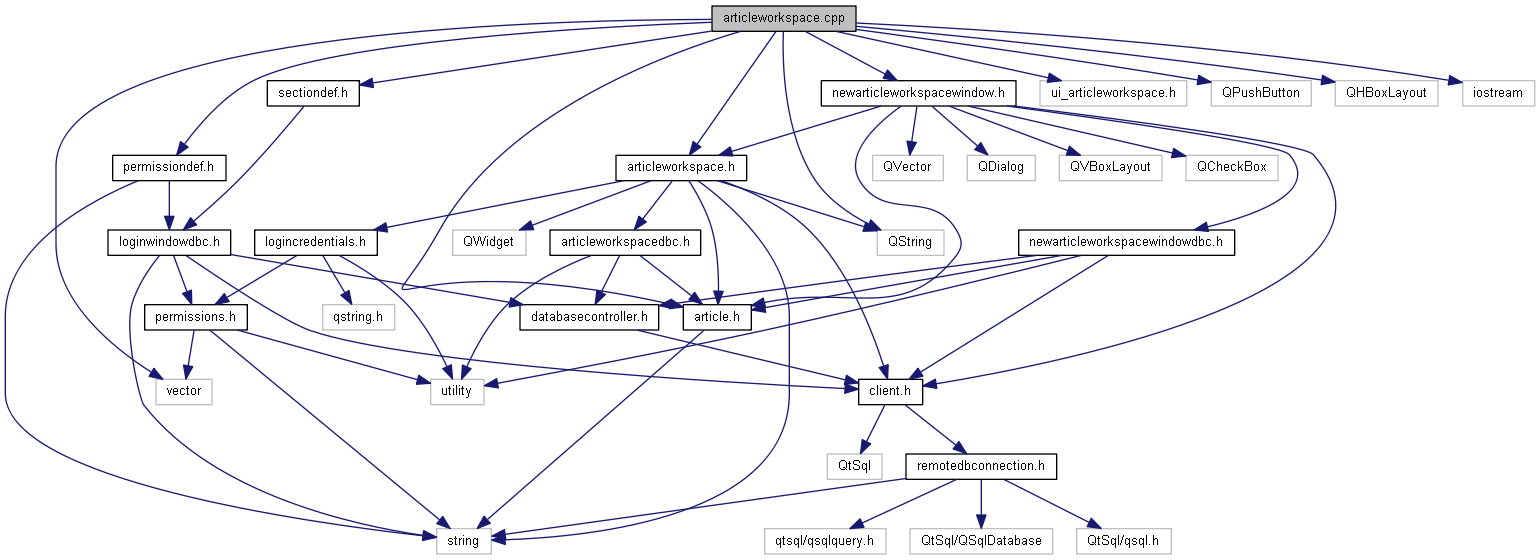 articleworkspace.cpp
sectiondef.h
newarticleworkspacewindow.h
ui_articleworkspace.h
QPushButton
QHBoxLayout
iostream
permissiondef.h
articleworkspace.h
QVector
QDialog
QVBoxLayout
QCheckBox
loginwindowdbc.h
logincredentials.h
QWidget
articleworkspacedbc.h
QString
newarticleworkspacewindowdbc.h
permissions.h
qstring.h
databasecontroller.h
article.h
vector
utility
client.h
QtSql
remotedbconnection.h
string
qtsql/qsqlquery.h
QtSql/QSqlDatabase
QtSql/qsql.h